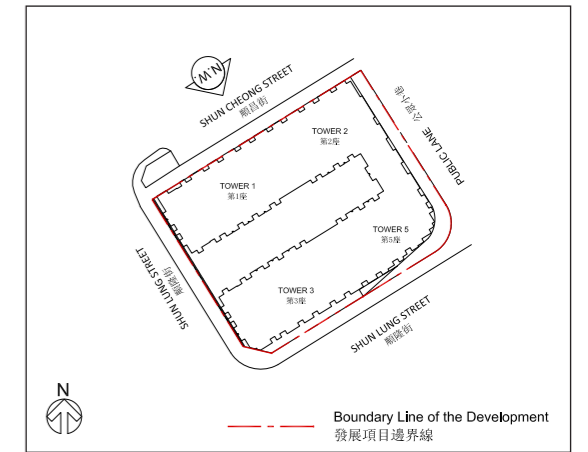 N.W.
SHUN CHEONG STREET
順昌街
TOWER 2
第2座
公眾小巷
PUBLIC LANE
TOWER 1
第1座
TOWER 5
第5座
SHUN LUNG STREET
順隆街
TOWER 3
第3座
SHUN LUNG STREET
順隆街
N
Boundary Line of the Development
發展項目邊界線